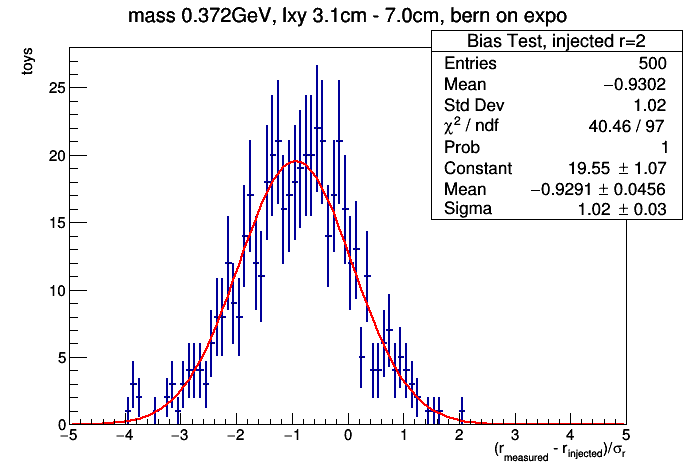 mass 0.372GeV, lxy 3.1cm - 7.0cm, bern on expo
Bias Test, injected r=2
Entries 500
Mean −0.9302
Std Dev 1.02
χ² / ndf 40.46 / 97
Prob 1
Constant 19.55 ± 1.07
Mean −0.9291 ± 0.0456
Sigma 1.02 ± 0.03
toys
25
20
15
10
5
0
−5 −4 −3 −2 −1 0 1 2 3 4 5
(r_measured - r_injected)/σ_r